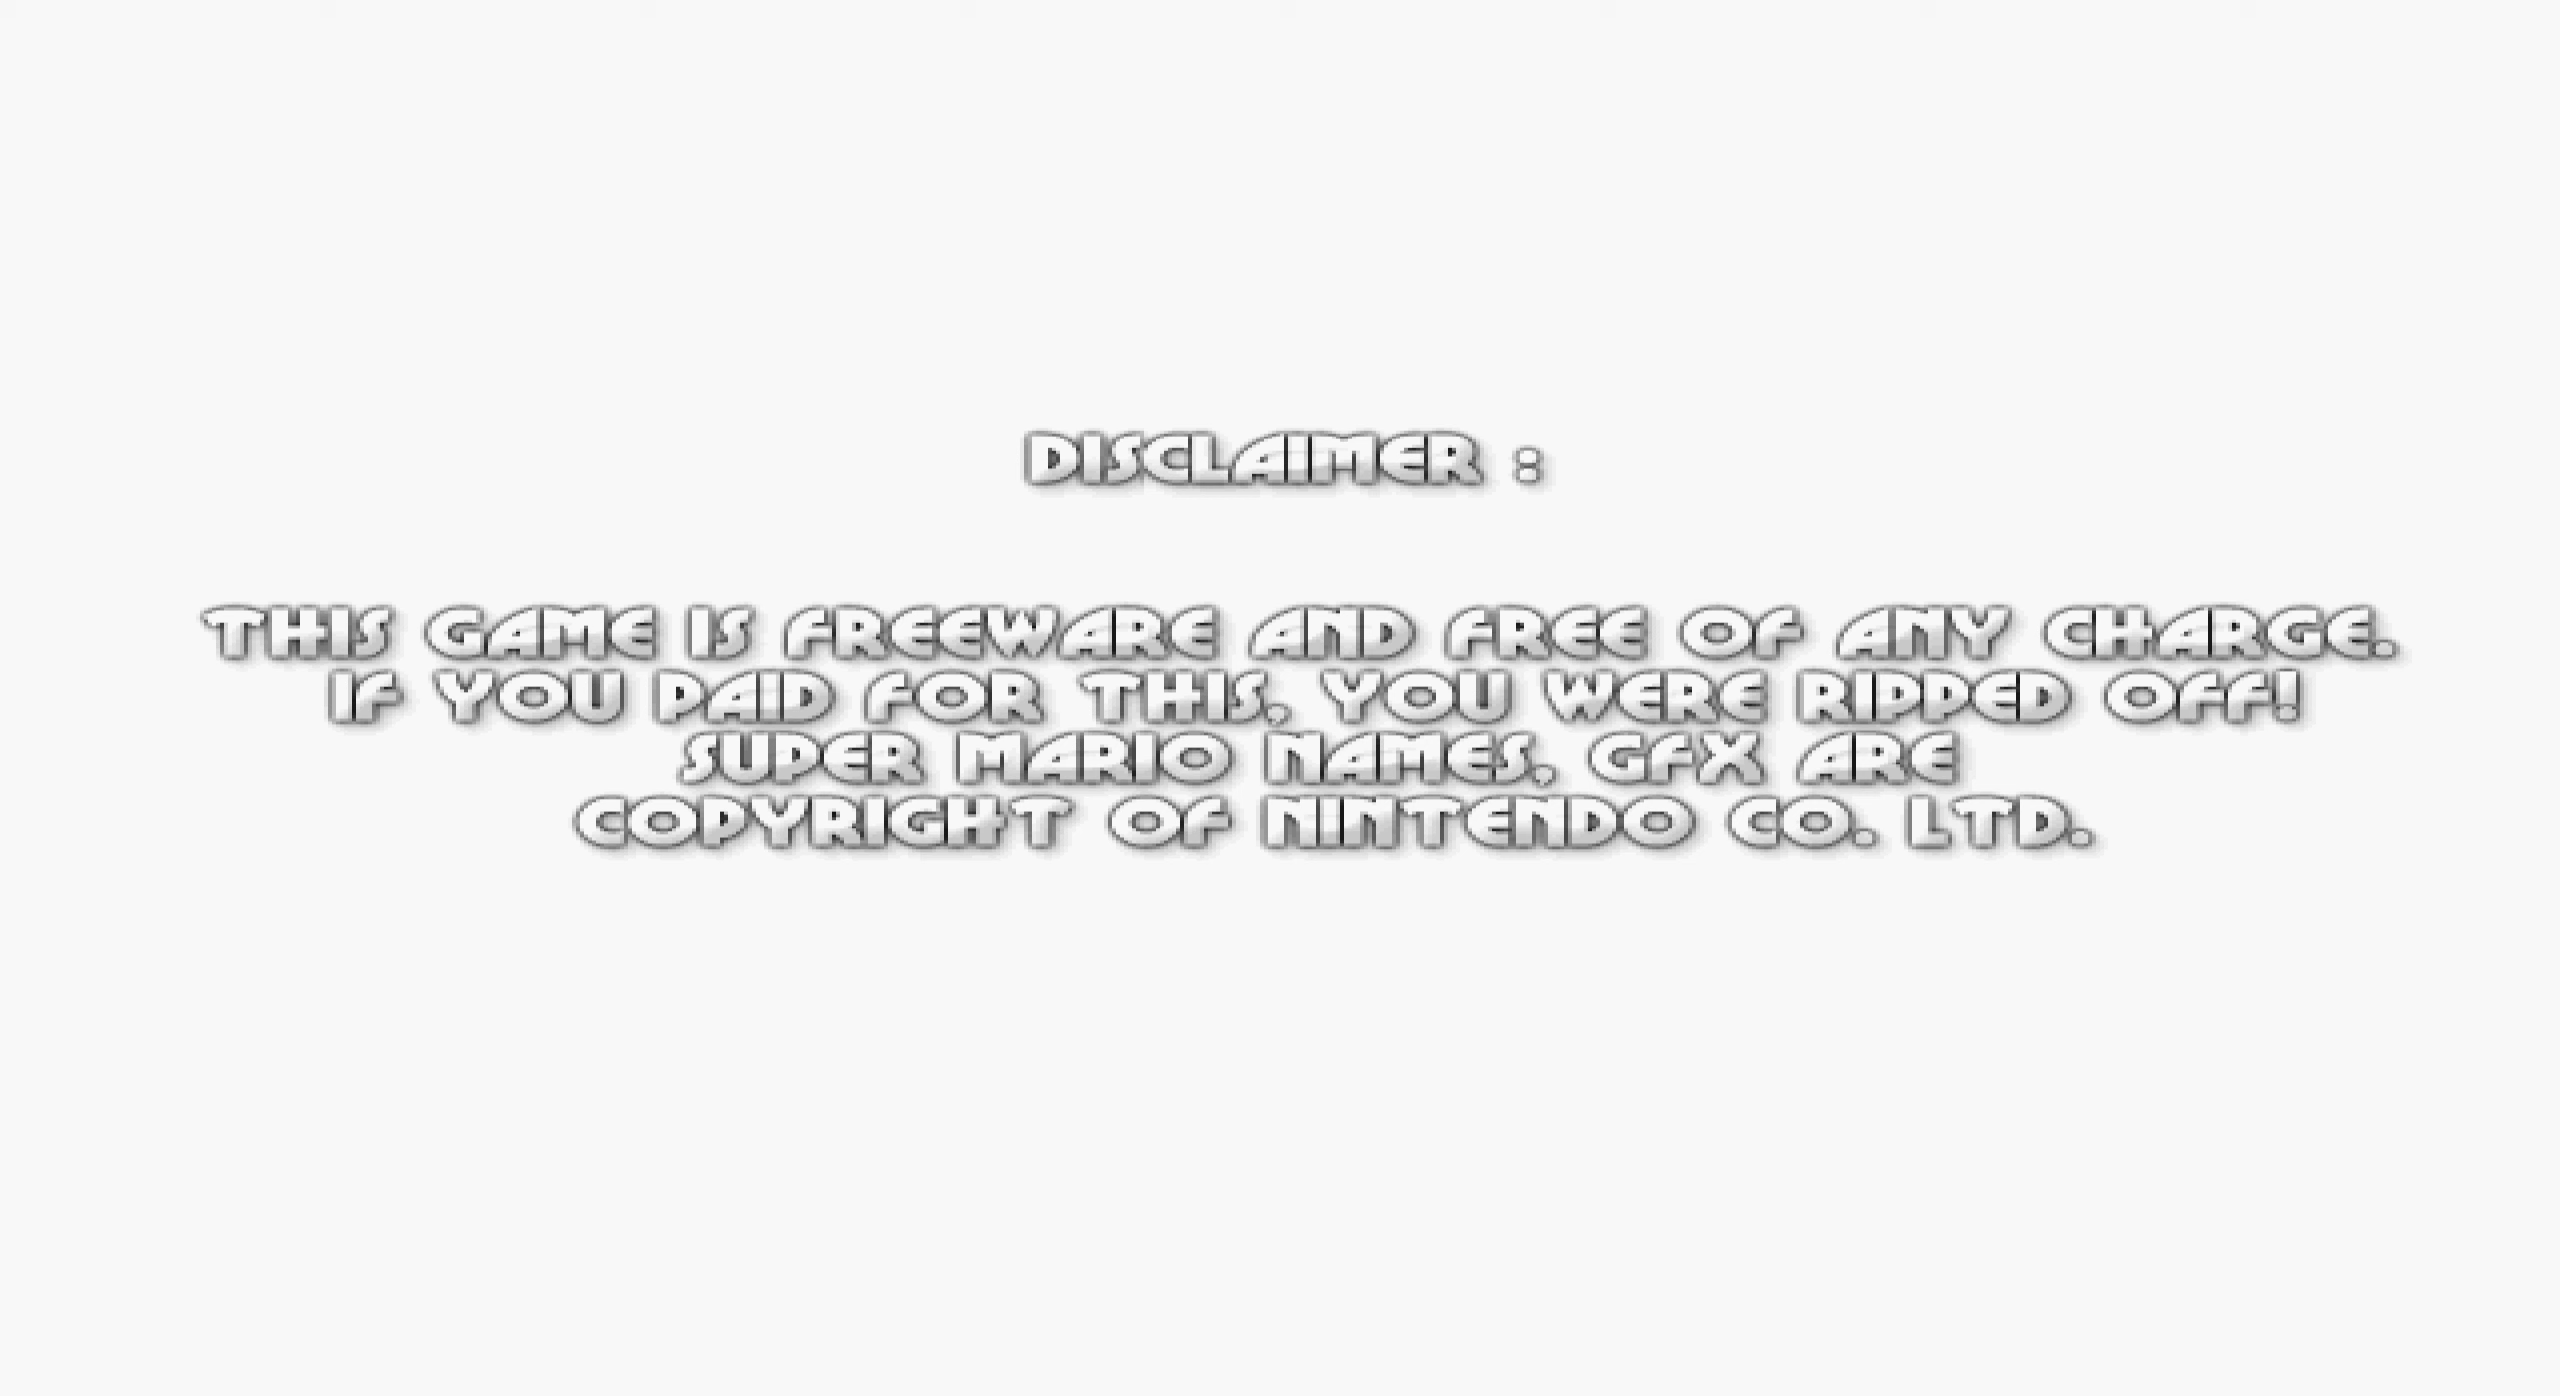 DISCLAIMER :
THIS GAME IS FREEWARE AND FREE OF ANY CHARGE.
IF YOU PAID FOR THIS, YOU WERE RIPPED OFF!
SUPER MARIO NAMES, GFX ARE
COPYRIGHT OF NINTENDO CO. LTD.